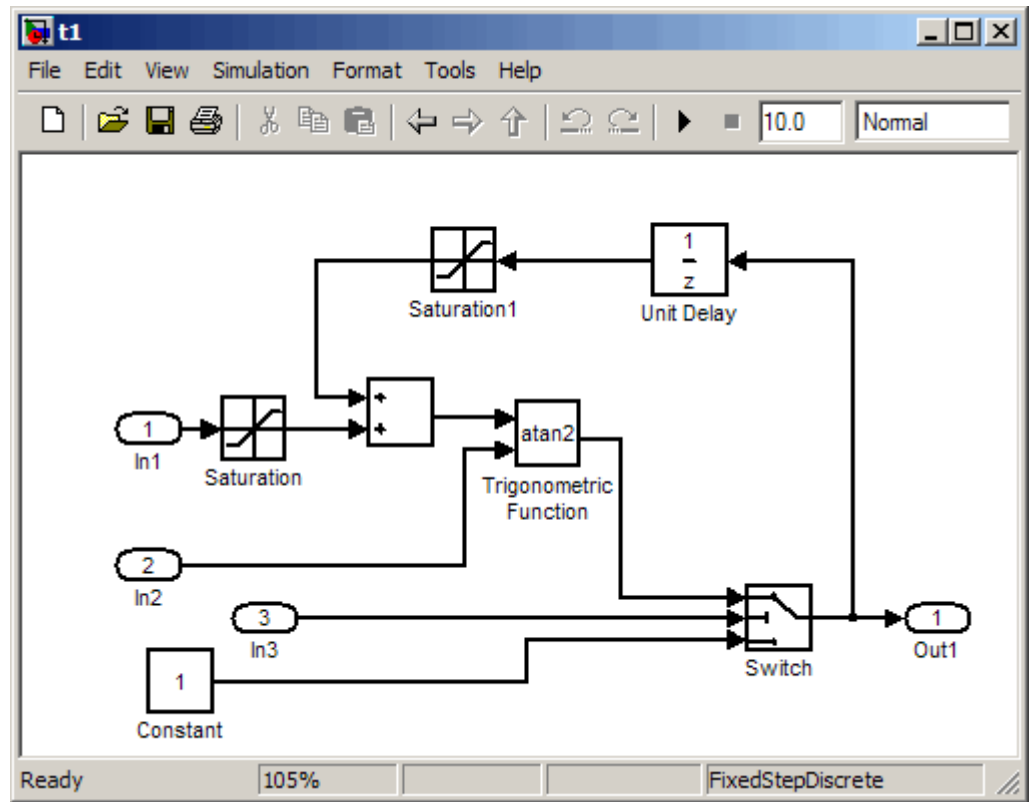 t1
File Edit View Simulation Format Tools Help
10.0 Normal
1
z
Saturation1
Unit Delay
+
+
1
In1
Saturation
atan2
Trigonometric
Function
2
In2
3
In3
1
Constant
Switch
1
Out1
Ready 105% FixedStepDiscrete